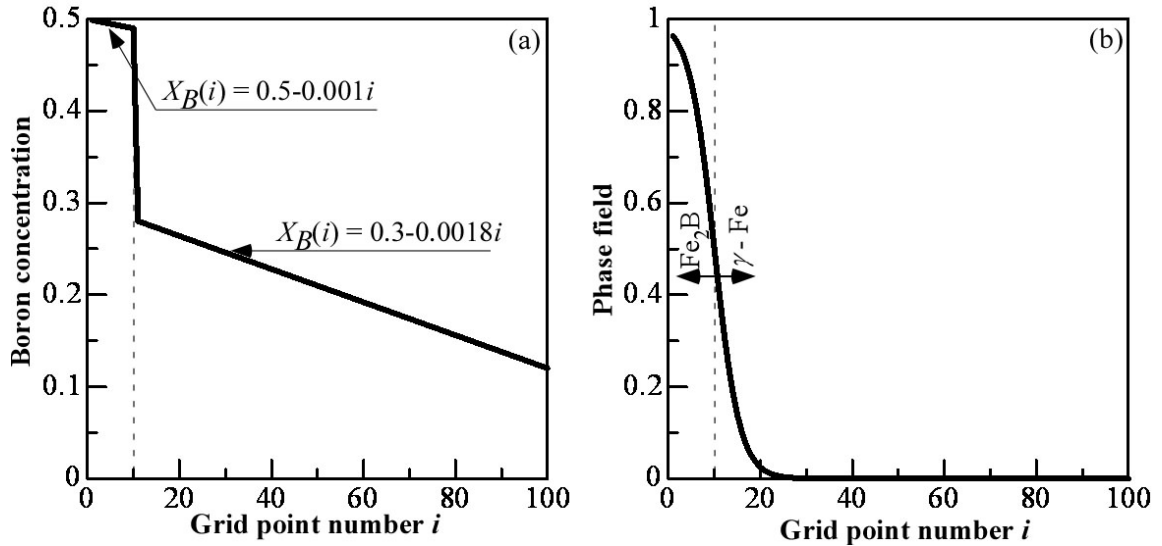 (a)
X_B(i) = 0.5-0.001i
X_B(i) = 0.3-0.0018i
Boron concentration
0.5
0.4
0.3
0.2
0.1
0
0 20 40 60 80 100
Grid point number i
(b)
Fe₂B
γ - Fe
Phase field
1
0.8
0.6
0.4
0.2
0
0 20 40 60 80 100
Grid point number i